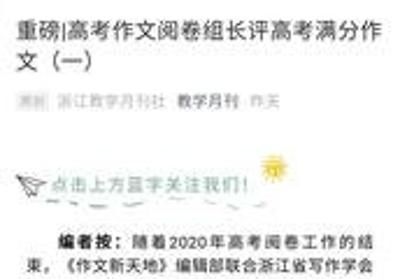 重磅|高考作文阅卷组长评高考满分作
文（一）
原创 浙江教学月刊社 教学月刊 昨天
点击上方蓝字关注我们！
编者按：随着2020年高考阅卷工作的结
束，《作文新天地》编辑部联合浙江省写作学会